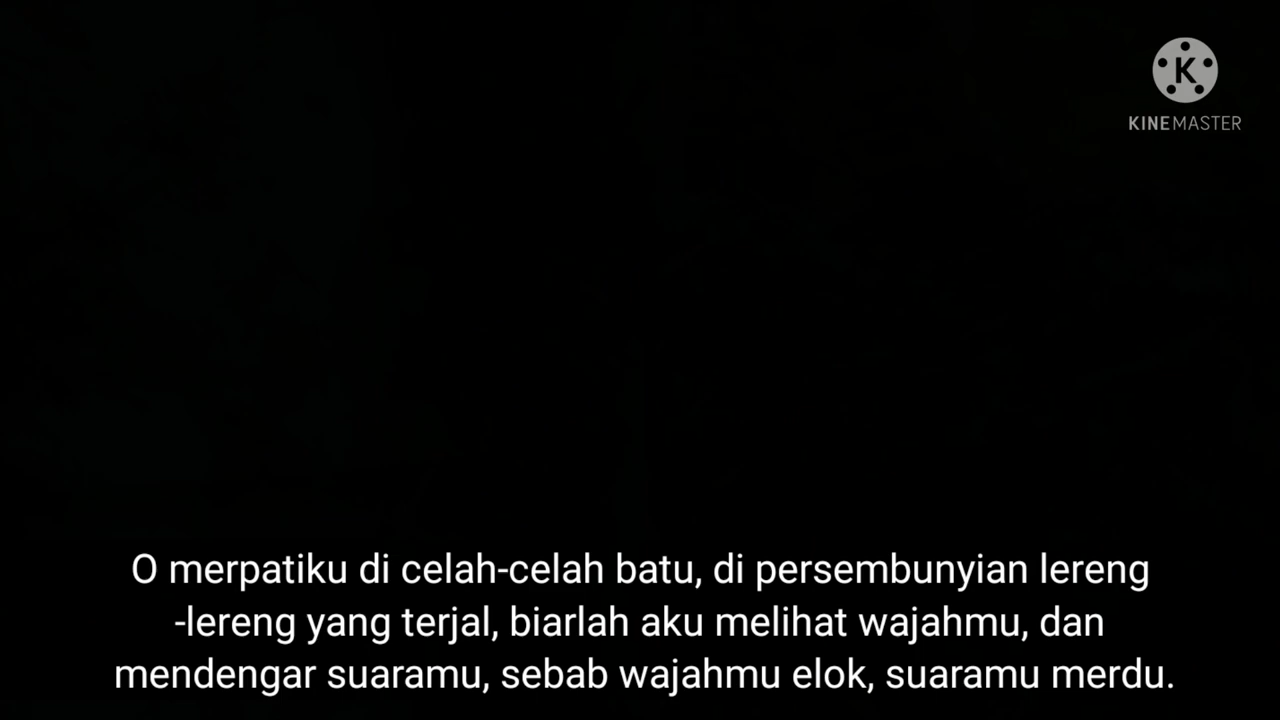 K
KINEMASTER
O merpatiku di celah-celah batu, di persembunyian lereng
-lereng yang terjal, biarlah aku melihat wajahmu, dan
mendengar suaramu, sebab wajahmu elok, suaramu merdu.